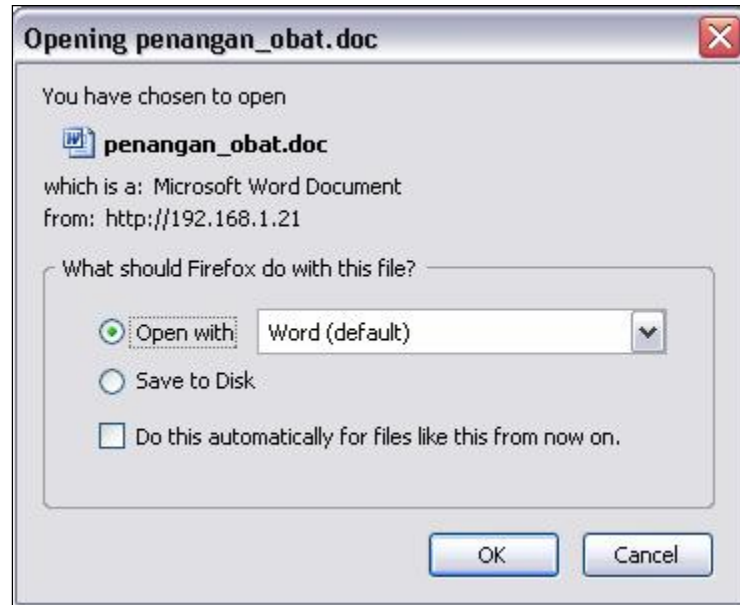 Opening penangan_obat.doc
You have chosen to open
penangan_obat.doc
which is a: Microsoft Word Document
from: http://192.168.1.21
What should Firefox do with this file?
Open with Word (default)
Save to Disk
Do this automatically for files like this from now on.
OK Cancel